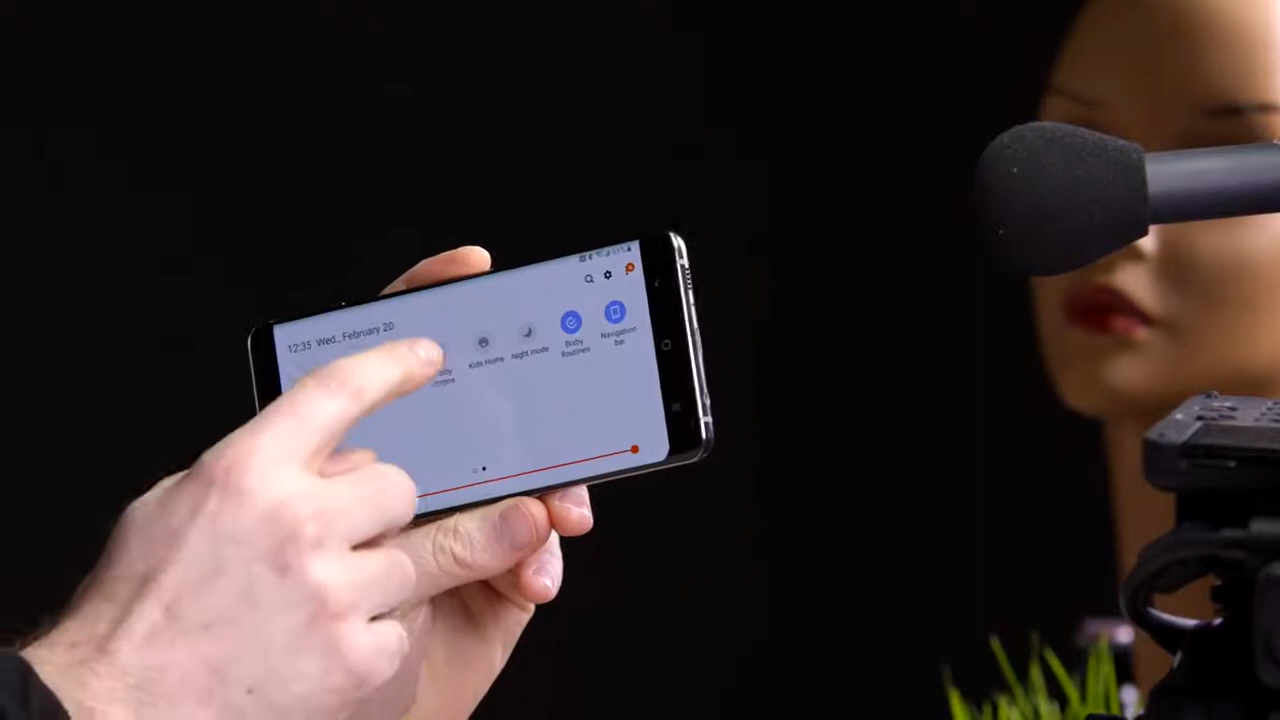 12:35 Wed., February 20
Kids Home
Night mode
Bixby
Routines
Navigation
bar